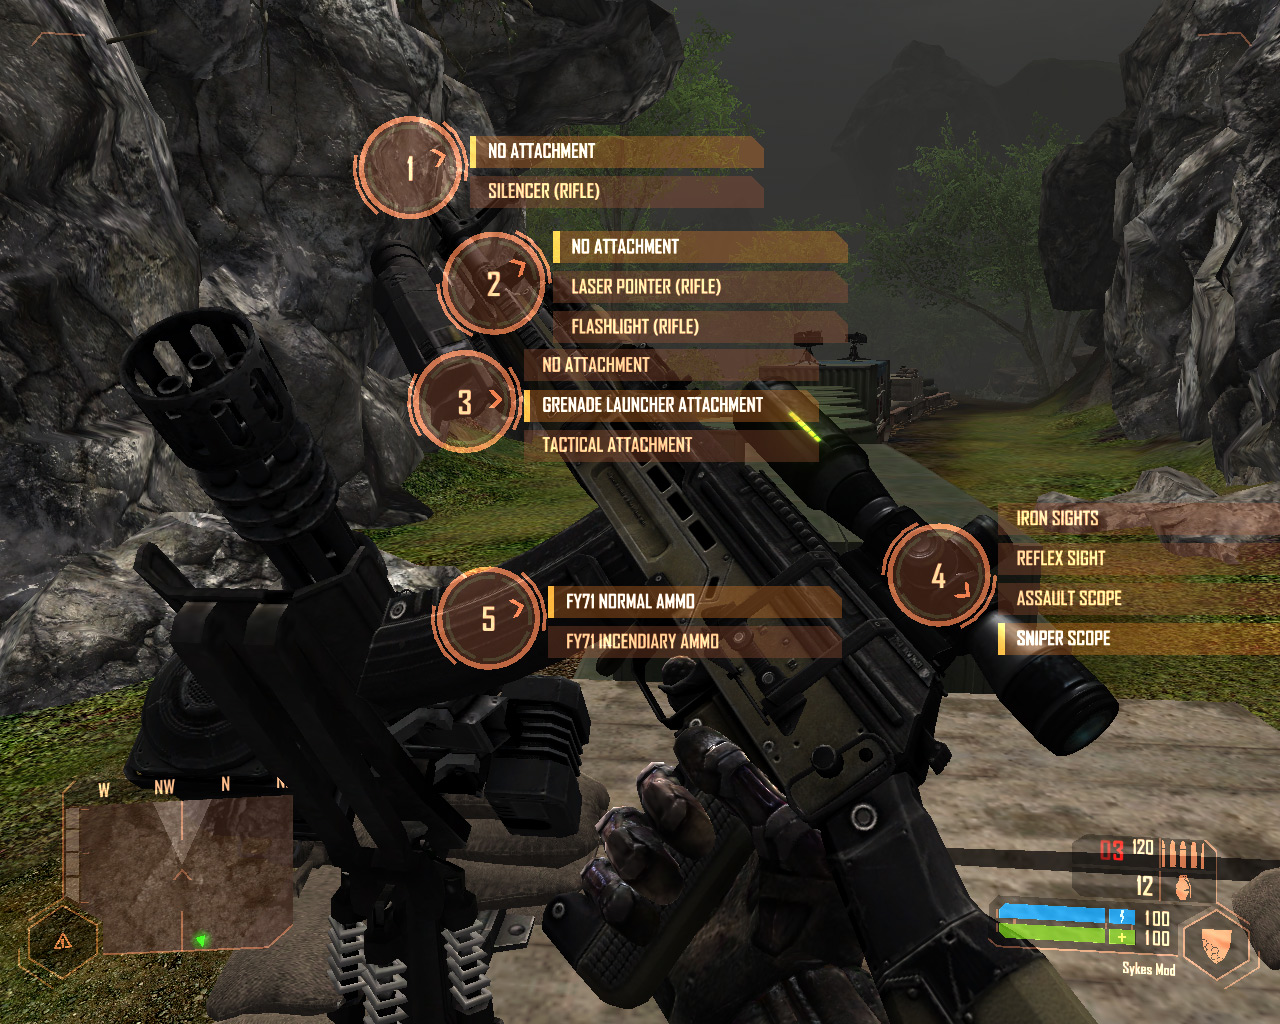 1
NO ATTACHMENT
SILENCER (RIFLE)
2
NO ATTACHMENT
LASER POINTER (RIFLE)
FLASHLIGHT (RIFLE)
3
NO ATTACHMENT
GRENADE LAUNCHER ATTACHMENT
TACTICAL ATTACHMENT
4
IRON SIGHTS
REFLEX SIGHT
ASSAULT SCOPE
SNIPER SCOPE
5
FY71 NORMAL AMMO
FY71 INCENDIARY AMMO
W NW N
03 120
12
100
100
Sykes Mod